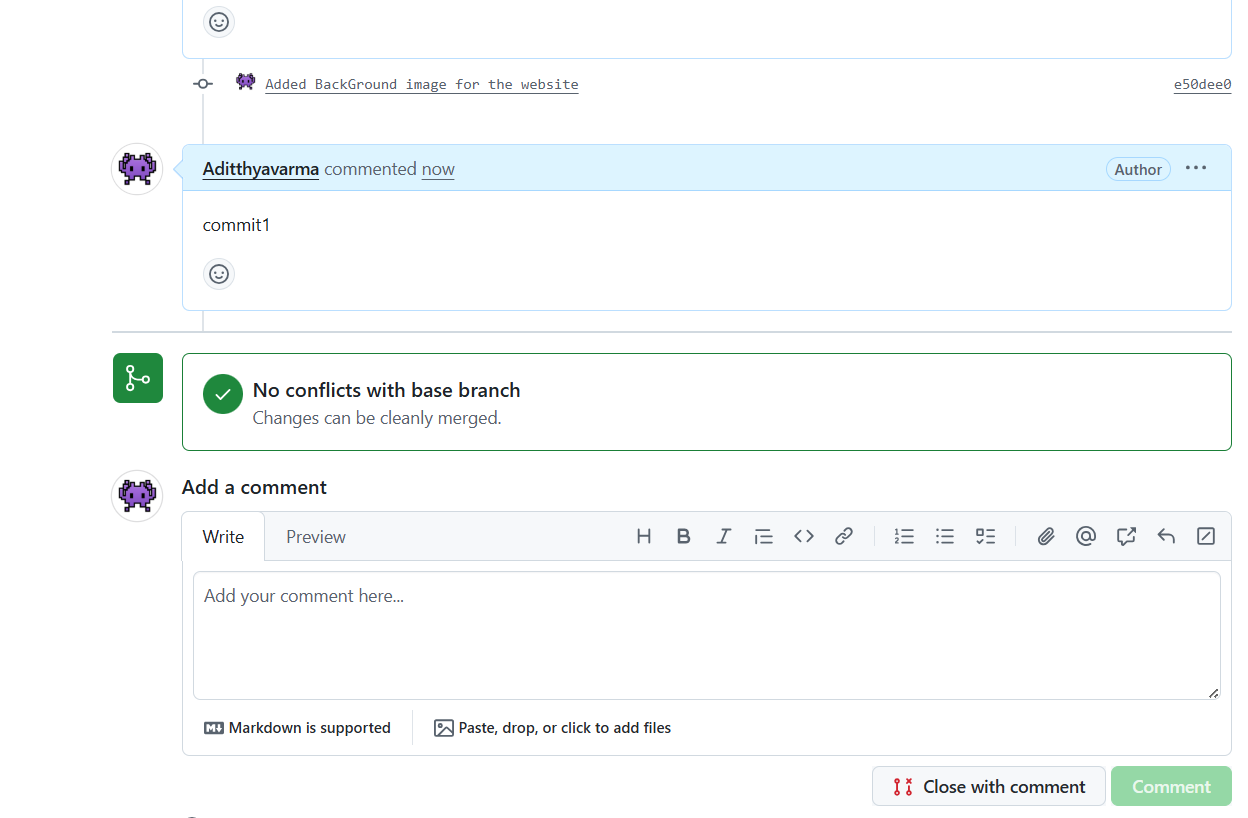 Added BackGround image for the website e50dee0
Aditthyavarma commented now Author
commit1
No conflicts with base branch
Changes can be cleanly merged.
Add a comment
Write Preview
Add your comment here...
Markdown is supported Paste, drop, or click to add files
Close with comment Comment